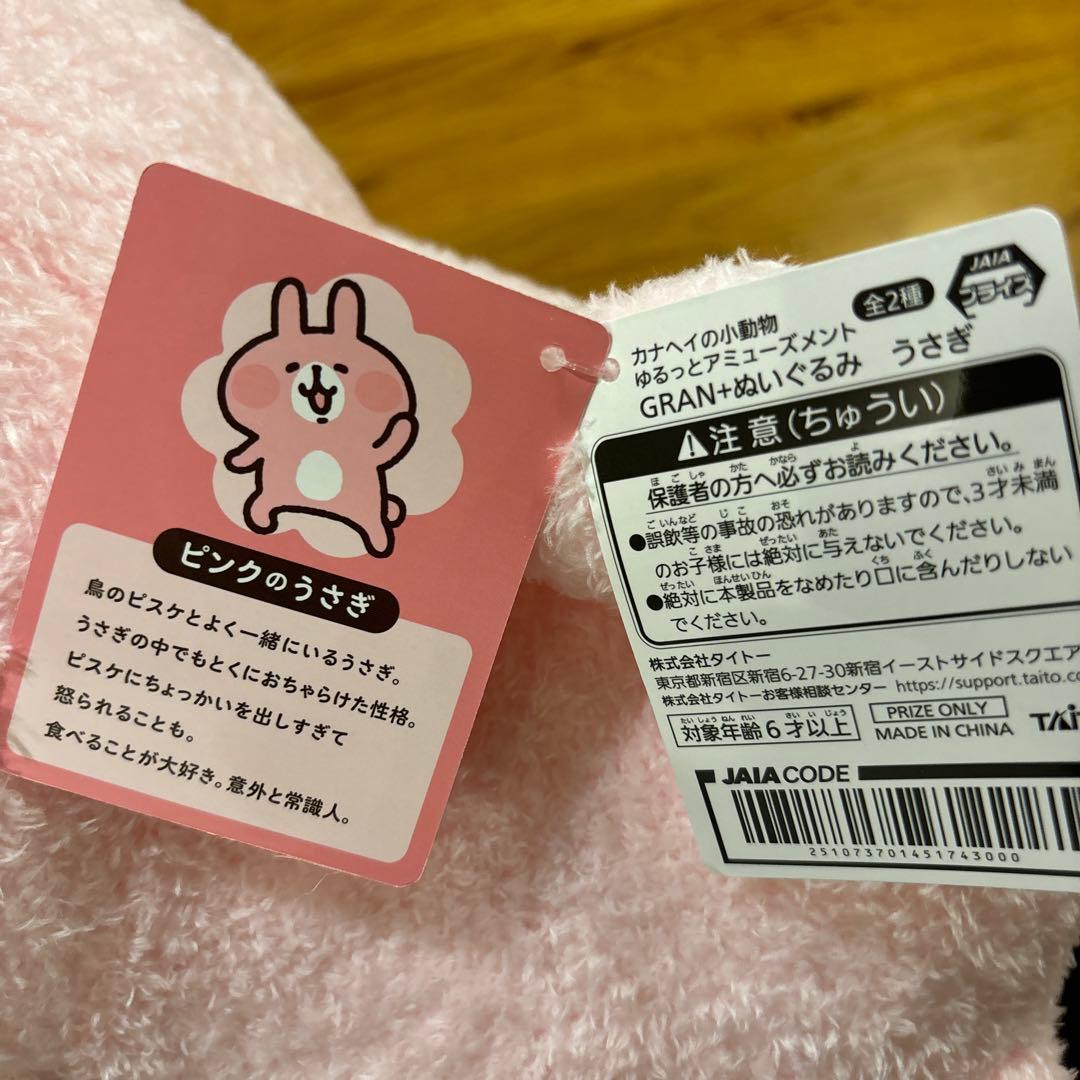 ピンクのうさぎ
鳥のピスケとよく一緒にいるうさぎ。
うさぎの中でもとくにおちゃらけた性格。
ピスケにちょっかいを出しすぎて
怒られることも。
食べることが大好き。意外と常識人。
JAIA
プライズ
全2種
カナヘイの小動物
ゆるっとアミューズメント
GRAN+ぬいぐるみ うさぎ
注意(ちゅうい)
保護者の方へ必ずお読みください。
●誤飲等の事故の恐れがありますので、3才未満
のお子様には絶対に与えないでください。
●絶対に本製品をなめたり口に含んだりしない
でください。
株式会社タイトー
東京都新宿区新宿6-27-30新宿イーストサイドスクエア
株式会社タイトーお客様相談センター https://support.taito.co
対象年齢6才以上
PRIZE ONLY
MADE IN CHINA
TAI
JAIA CODE
251073701451743000